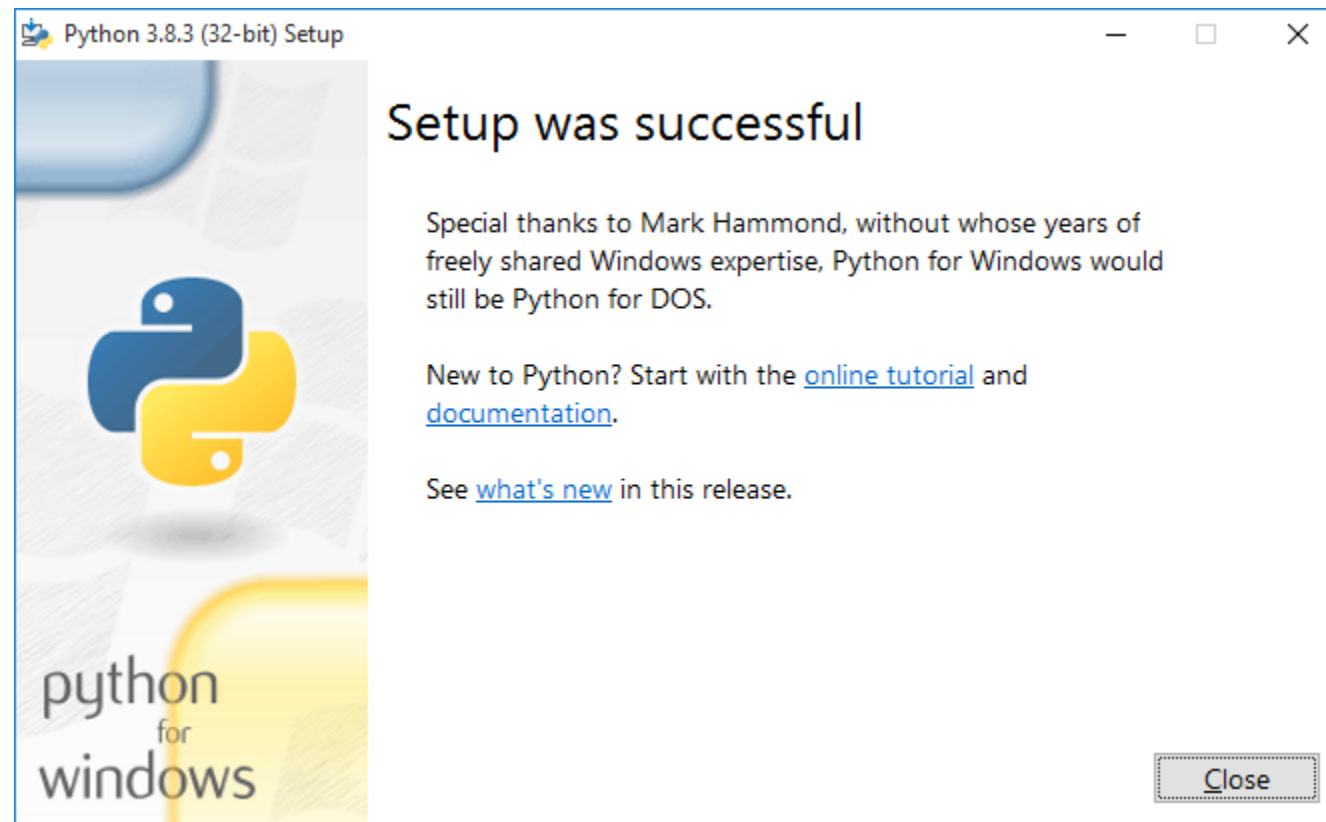 Python 3.8.3 (32-bit) Setup
Setup was successful
Special thanks to Mark Hammond, without whose years of
freely shared Windows expertise, Python for Windows would
still be Python for DOS.
New to Python? Start with the online tutorial and
documentation.
See what's new in this release.
python
for
windows
Close